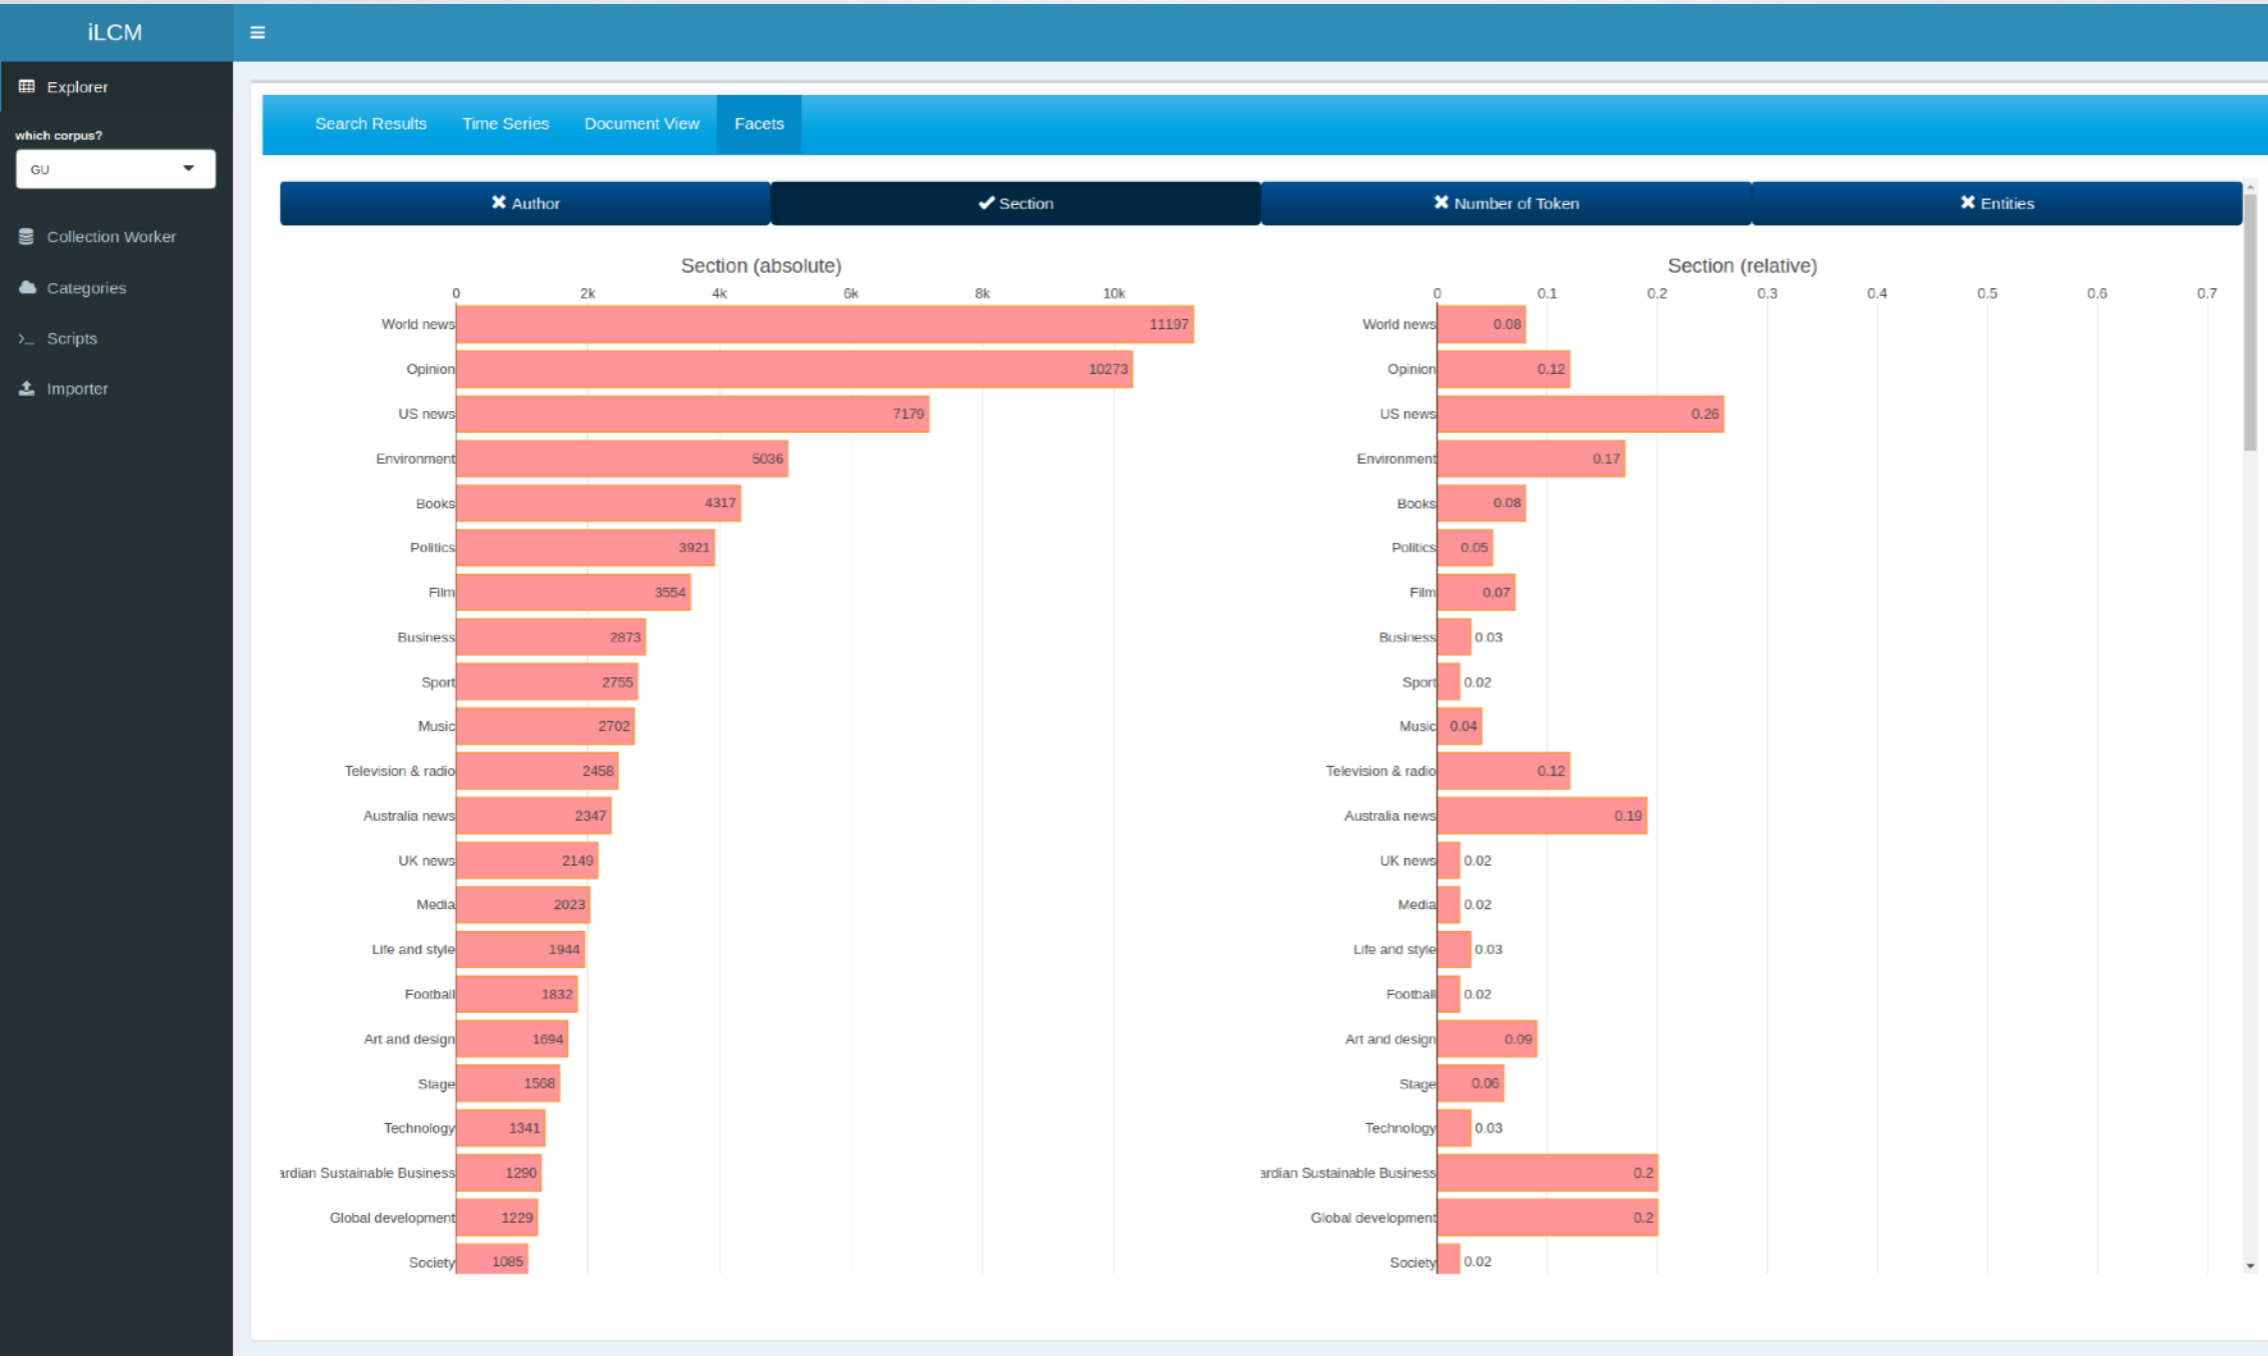 iLCM
Explorer
which corpus?
GU
Collection Worker
Categories
Scripts
Importer
Search Results Time Series Document View Facets
Author Section Number of Token Entities
Section (absolute)
0 2k 4k 6k 8k 10k
World news 11197
Opinion 10273
US news 7179
Environment 5036
Books 4317
Politics 3921
Film 3554
Business 2873
Sport 2755
Music 2702
Television & radio 2458
Australia news 2347
UK news 2149
Media 2023
Life and style 1944
Football 1832
Art and design 1694
Stage 1568
Technology 1341
ardian Sustainable Business 1290
Global development 1229
Society 1085
Section (relative)
0 0.1 0.2 0.3 0.4 0.5 0.6 0.7
World news 0.08
Opinion 0.12
US news 0.26
Environment 0.17
Books 0.08
Politics 0.05
Film 0.07
Business 0.03
Sport 0.02
Music 0.04
Television & radio 0.12
Australia news 0.19
UK news 0.02
Media 0.02
Life and style 0.03
Football 0.02
Art and design 0.09
Stage 0.06
Technology 0.03
ardian Sustainable Business 0.2
Global development 0.2
Society 0.02